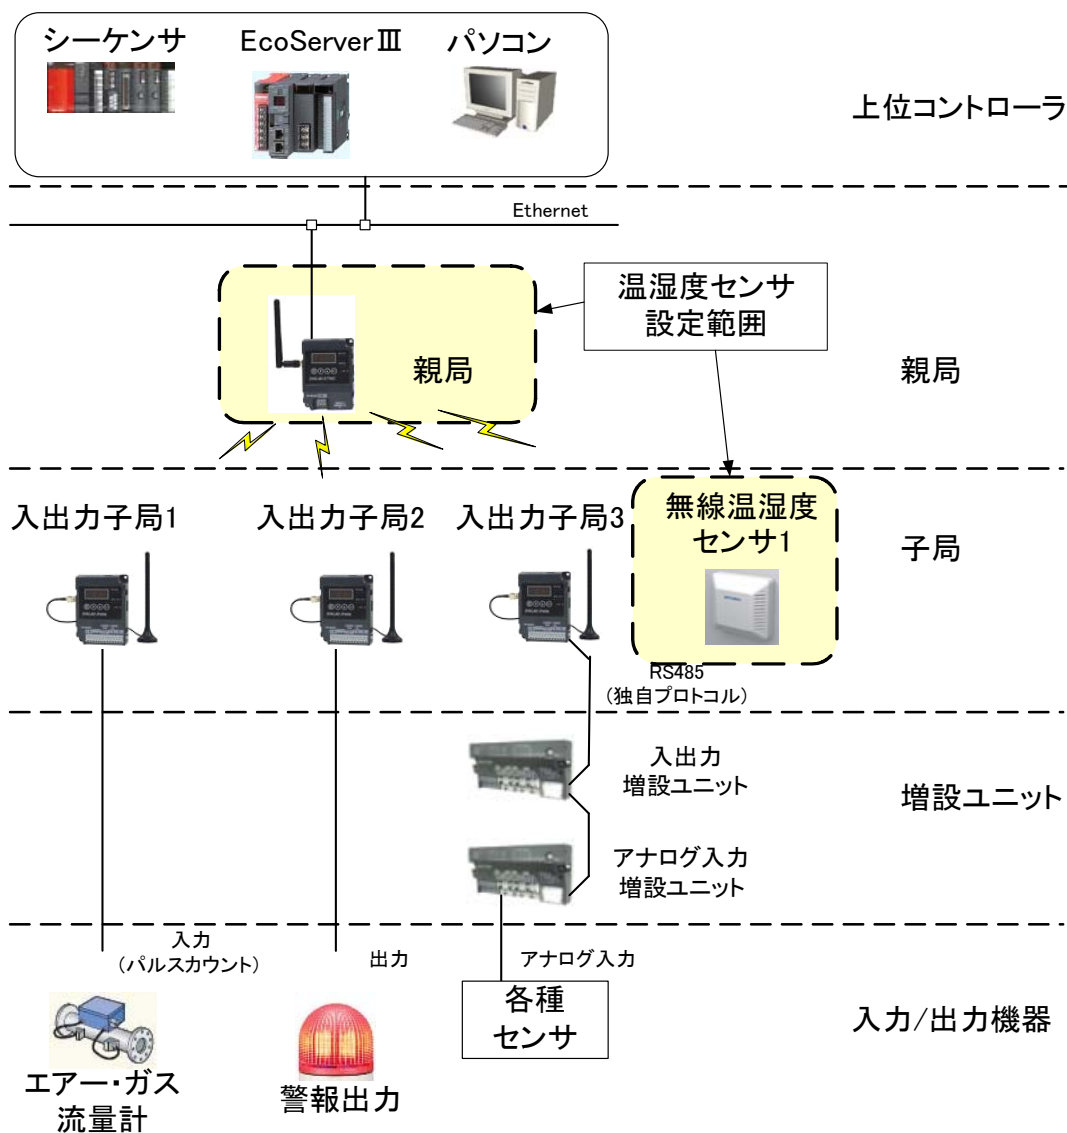 シーケンサ
EcoServerⅢ
パソコン
上位コントローラ
Ethernet
温湿度センサ
設定範囲
親局
親局
入出力子局1
入出力子局2
入出力子局3
無線温湿度
センサ1
子局
RS485
(独自プロトコル)
入出力
増設ユニット
増設ユニット
アナログ入力
増設ユニット
入力
(パルスカウント)
出力
アナログ入力
各種
センサ
入力/出力機器
エアー・ガス
流量計
警報出力